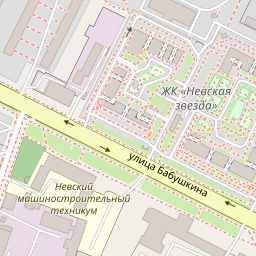 ЖК «Невская
звезда»
улица Бабушкина
Невский
машиностроительный
техникум